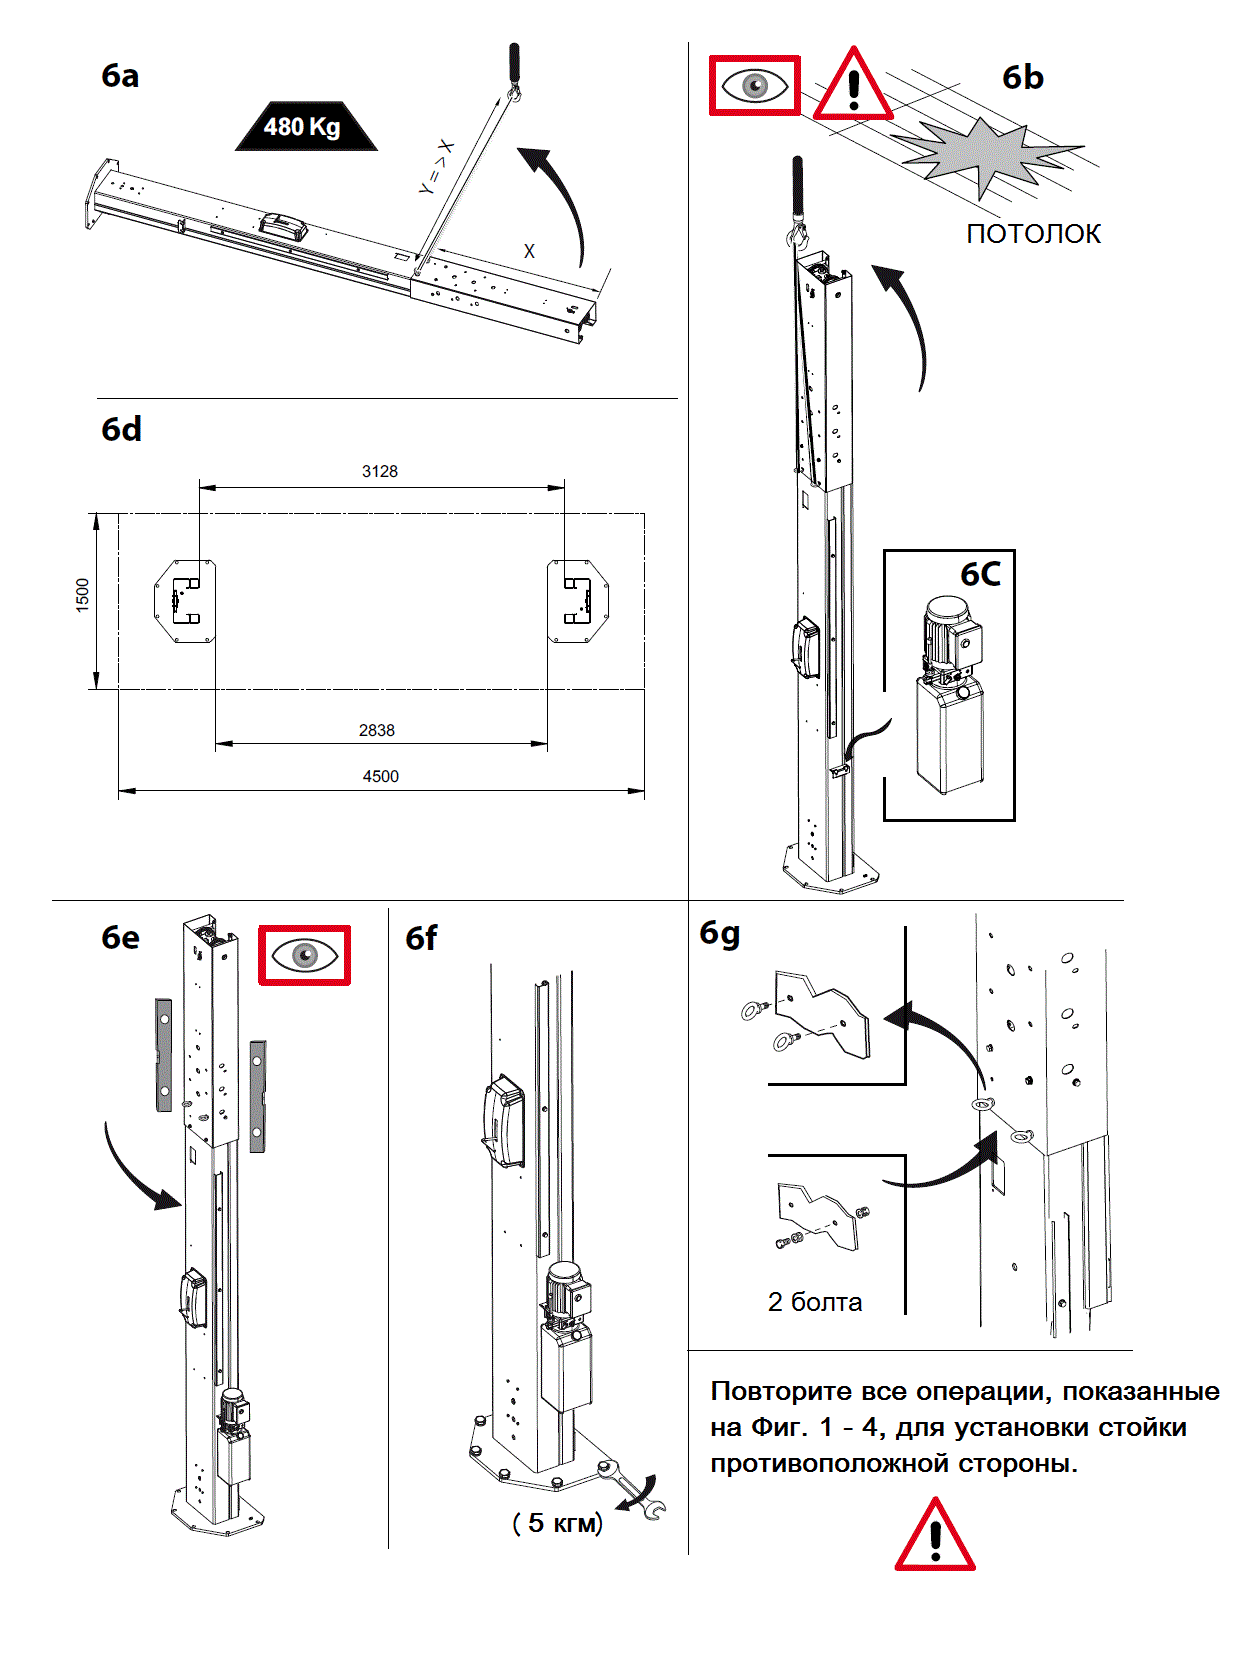 6a
480 Kg
Y = > X
X
6b
ПОТОЛОК
6C
6d
3128
1500
2838
4500
6e
6f
( 5 кгм)
6g
2 болта
Повторите все операции, показанные
на Фиг. 1 - 4, для установки стойки
противоположной стороны.